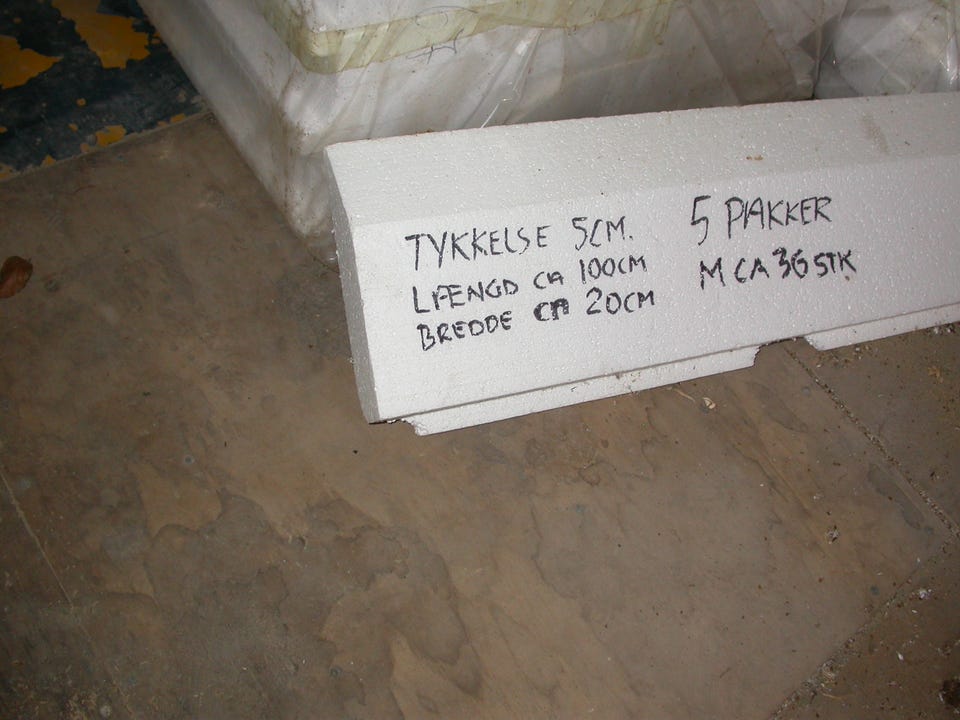 TYKKELSE 5CM.
LÆNGD CA 100CM
BREDDE CA 20CM
5 PAKKER
M CA 36 STK